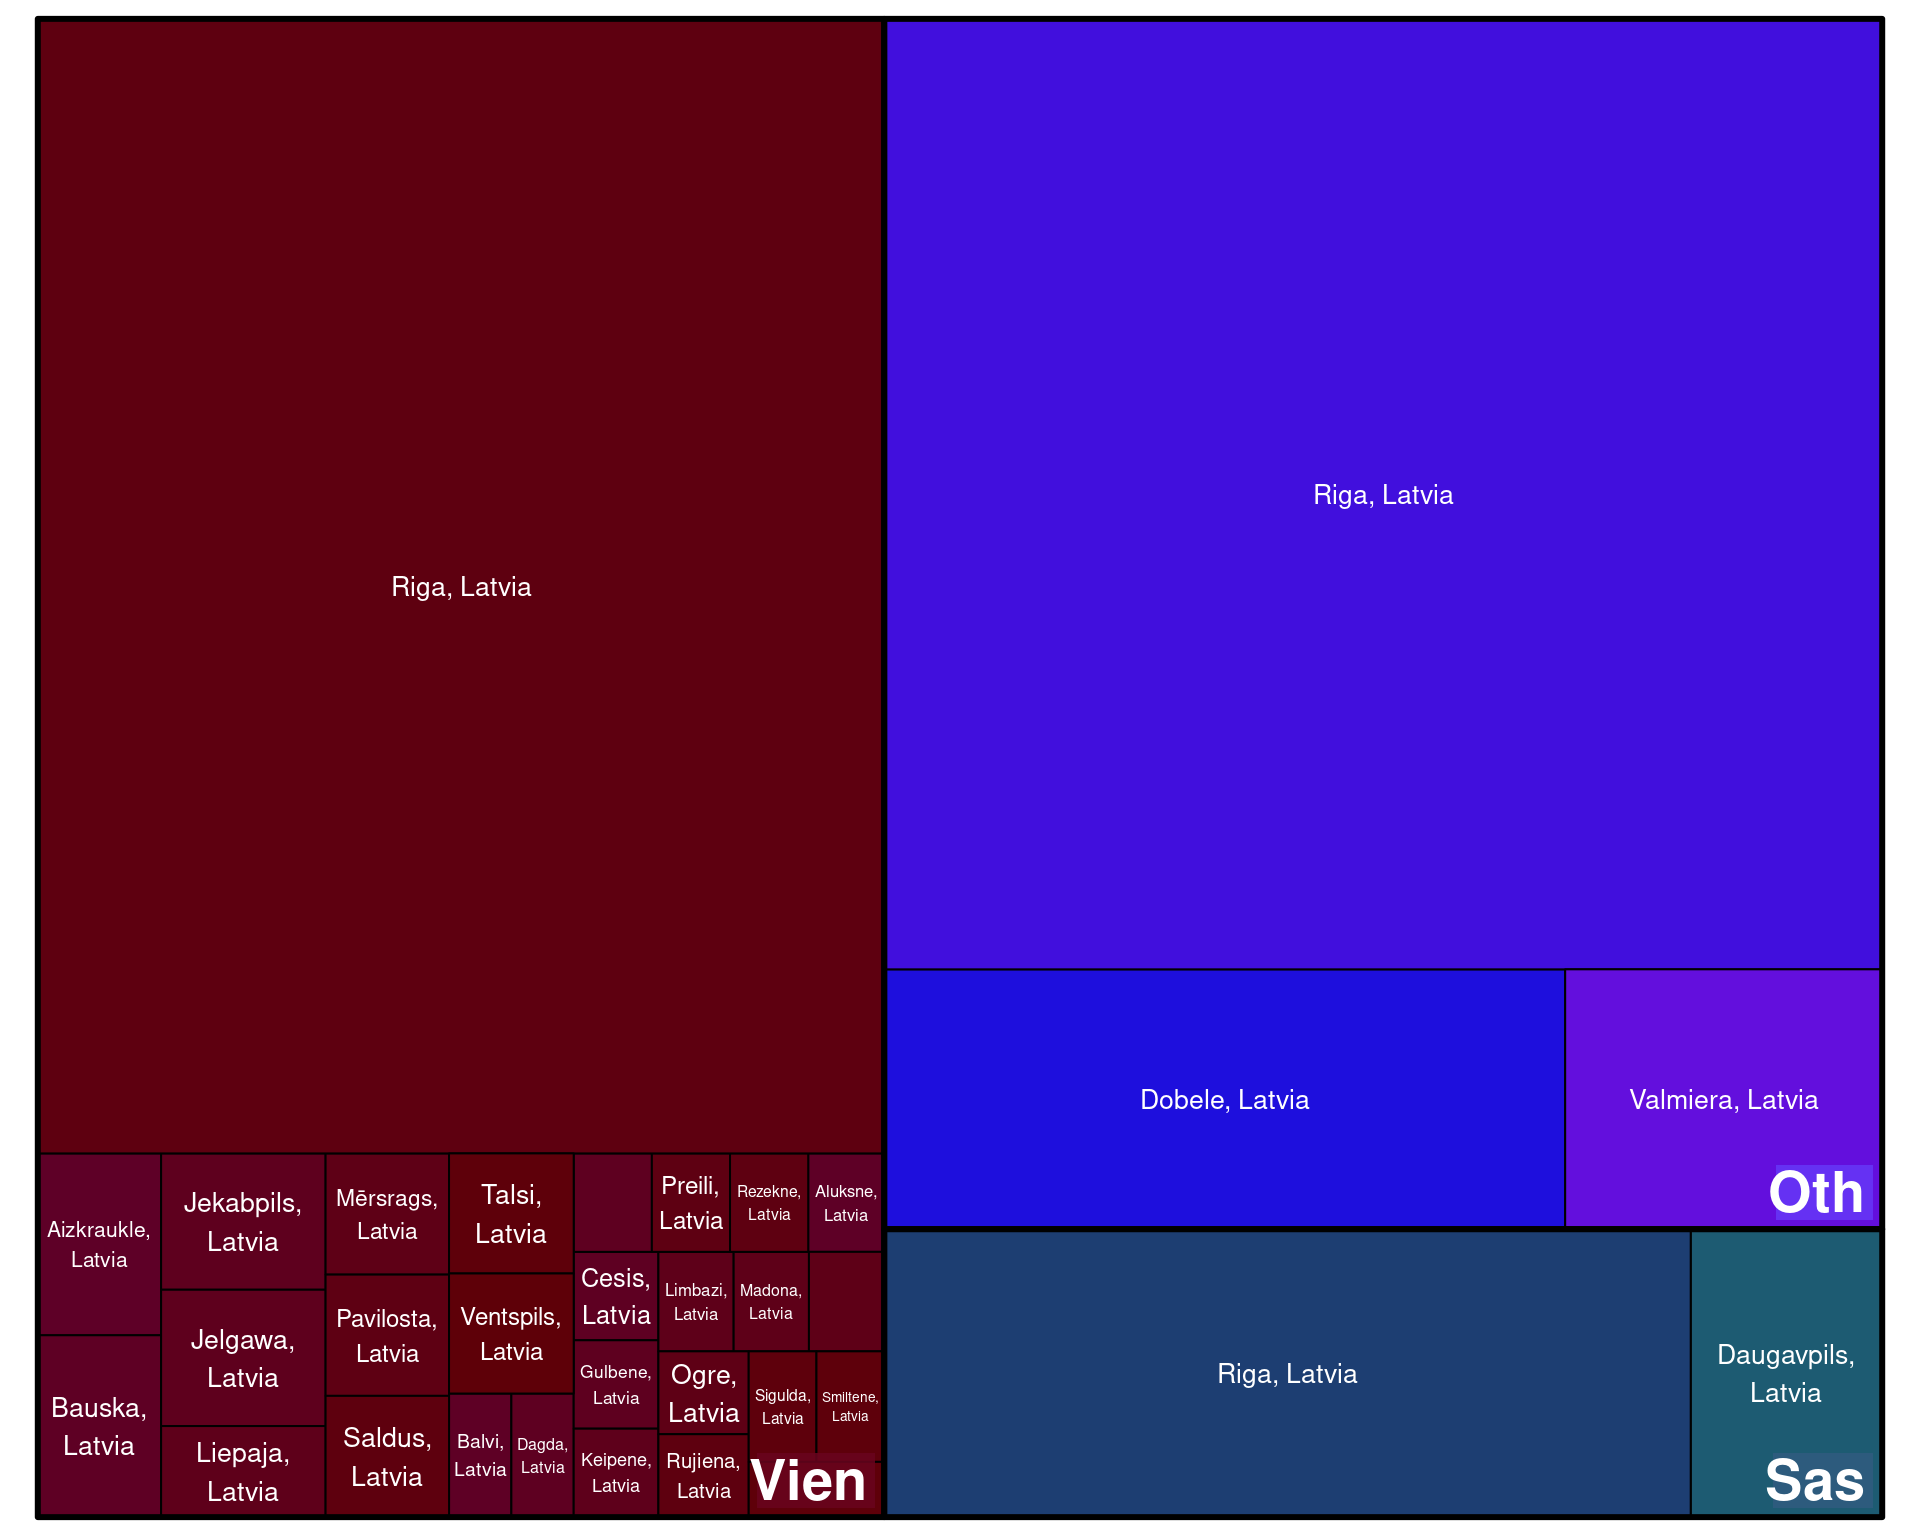 Riga, Latvia
Aizkraukle,
Latvia
Bauska,
Latvia
Jekabpils,
Latvia
Jelgawa,
Latvia
Liepaja,
Latvia
Mērsrags,
Latvia
Pavilosta,
Latvia
Saldus,
Latvia
Talsi,
Latvia
Ventspils,
Latvia
Balvi,
Latvia
Dagda,
Latvia
Preili,
Latvia
Rezekne,
Latvia
Aluksne,
Latvia
Cesis,
Latvia
Gulbene,
Latvia
Keipene,
Latvia
Limbazi,
Latvia
Madona,
Latvia
Ogre,
Latvia
Rujiena,
Latvia
Sigulda,
Latvia
Smiltene,
Latvia
Vien
Riga, Latvia
Dobele, Latvia
Valmiera, Latvia
Oth
Riga, Latvia
Daugavpils,
Latvia
Sas